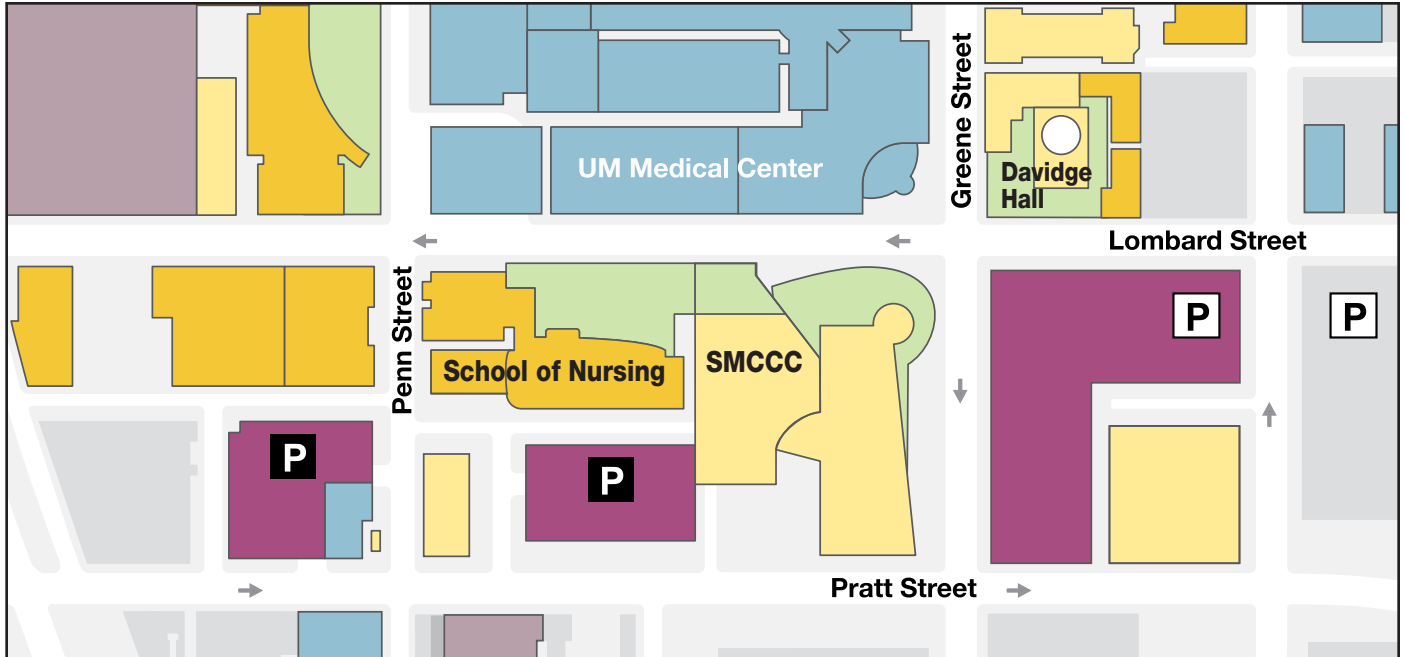 Greene Street
UM Medical Center
Davidge
Hall
Lombard Street
Penn Street
P
P
School of Nursing
SMCCC
P
P
Pratt Street